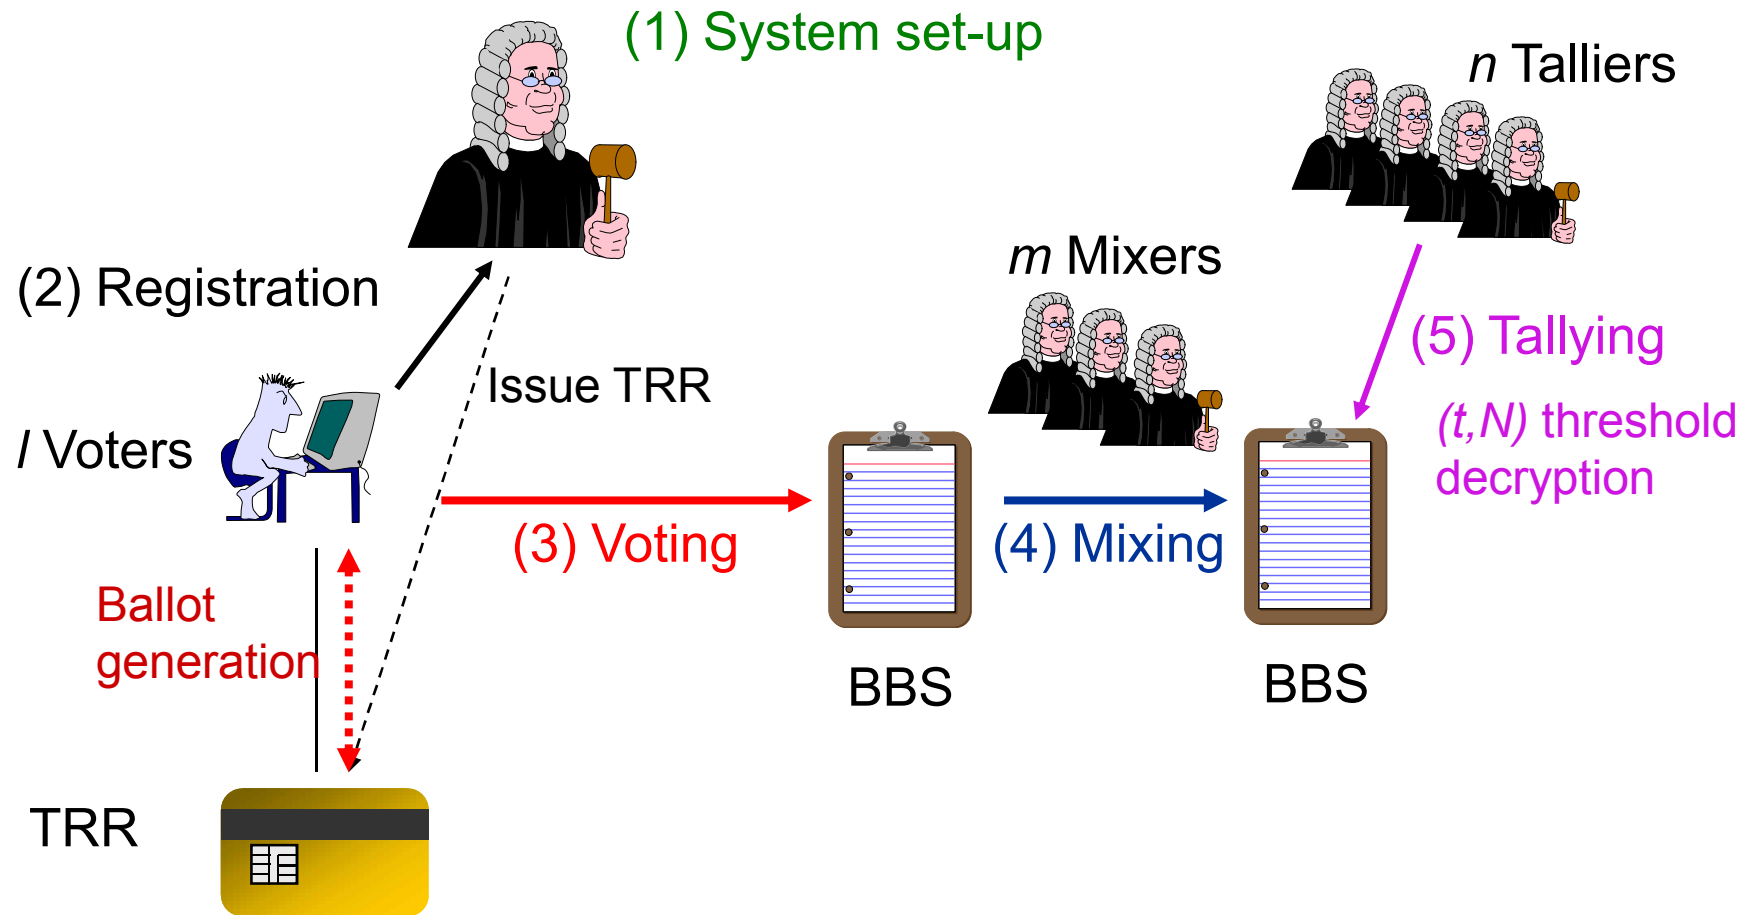 (1) System set-up
n Talliers
m Mixers
(2) Registration
(5) Tallying
Issue TRR
(t,N) threshold
decryption
l Voters
(3) Voting
(4) Mixing
Ballot
generation
BBS
BBS
TRR